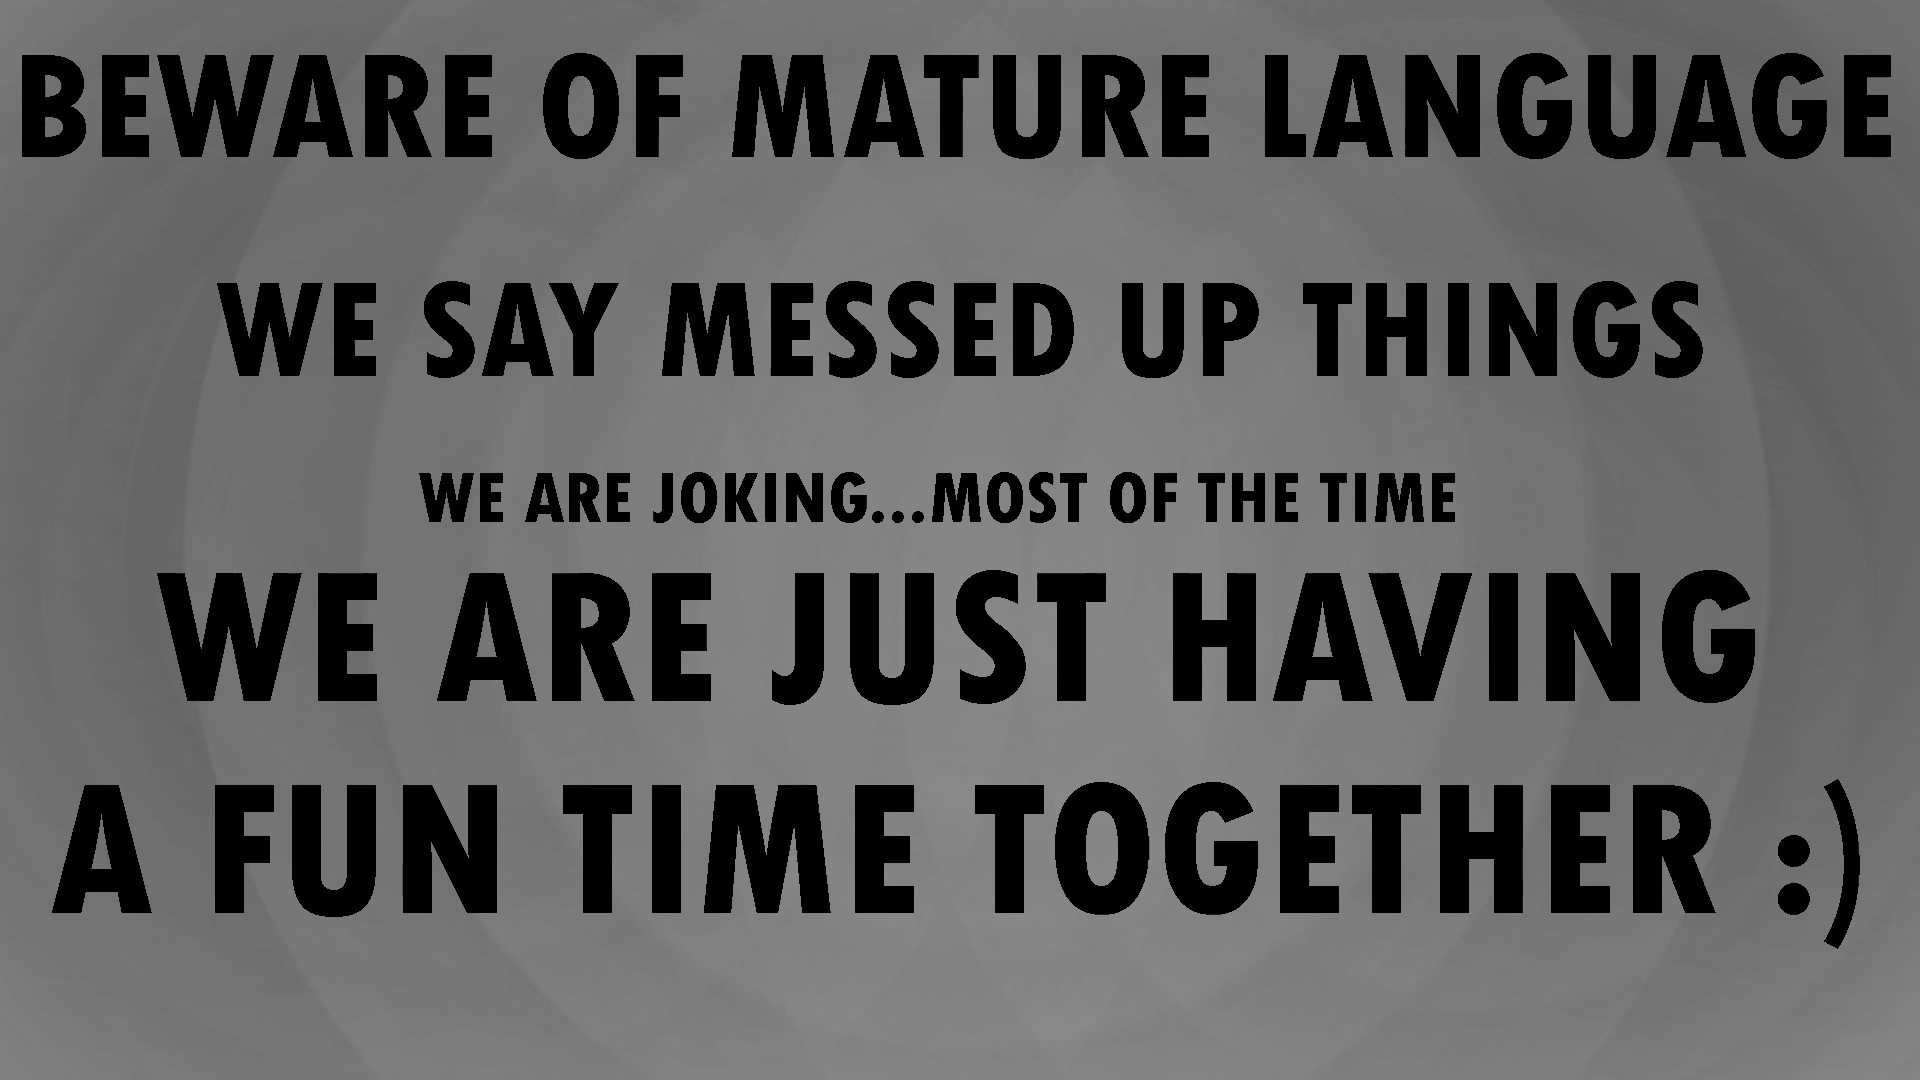 BEWARE OF MATURE LANGUAGE
WE SAY MESSED UP THINGS
WE ARE JOKING...MOST OF THE TIME
WE ARE JUST HAVING
A FUN TIME TOGETHER :)